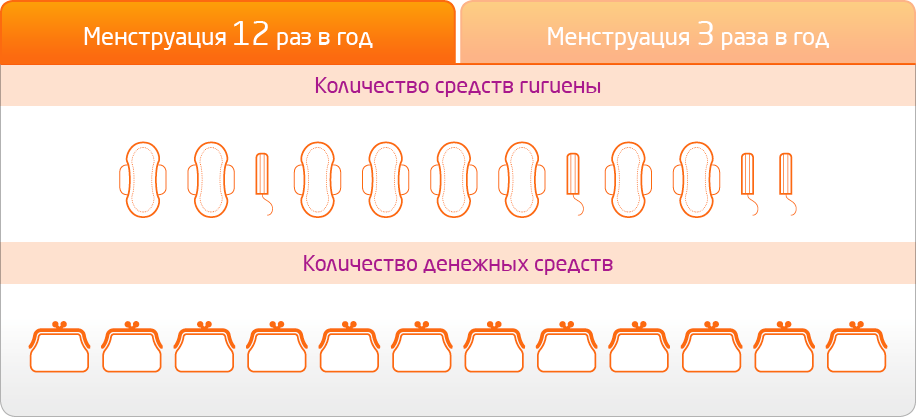 Менструация 12 раз в год
Менструация 3 раза в год
Количество средств гигиены
Количество денежных средств